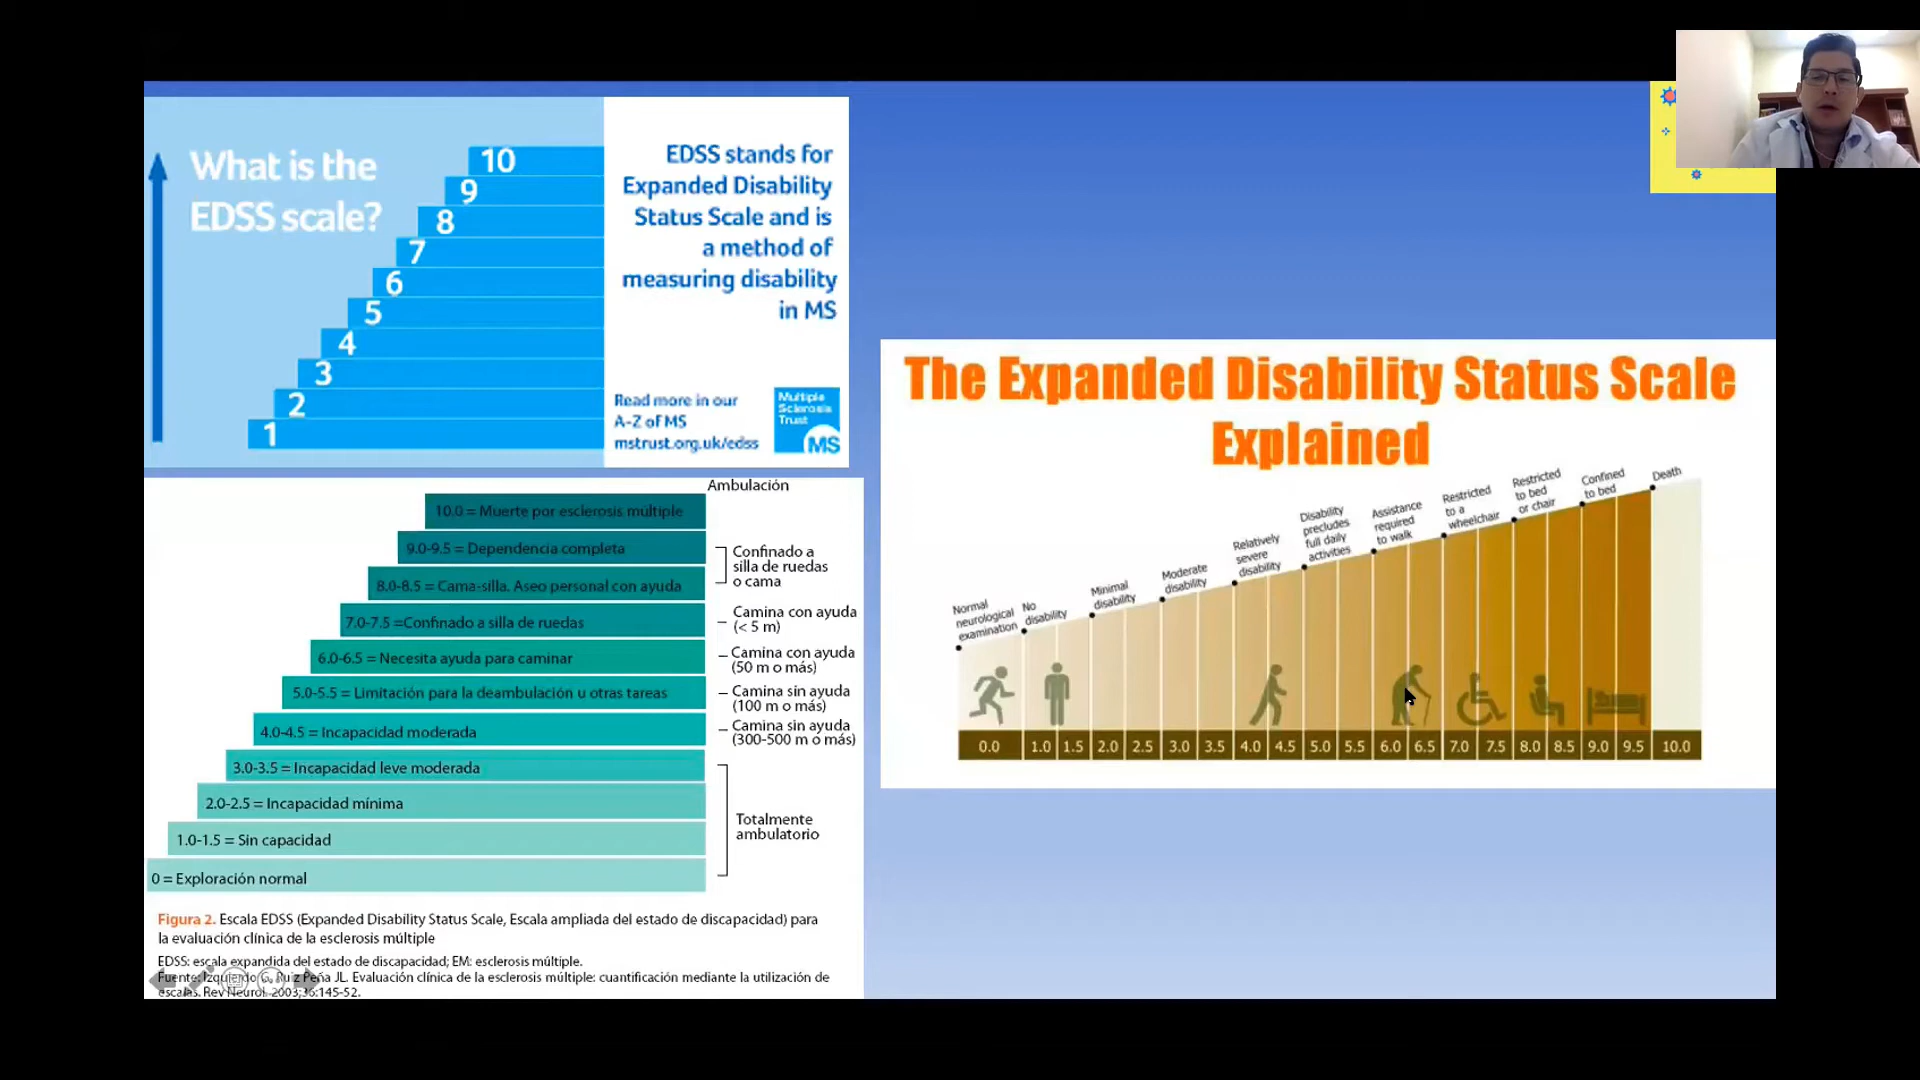 What is the
EDSS scale?
10
9
8
7
6
5
4
3
2
1
EDSS stands for
Expanded Disability
Status Scale and is
a method of
measuring disability
in MS
Read more in our
A-Z of MS
mstrust.org.uk/edss
Multiple
Sclerosis
Trust
MS
Ambulación
10.0 = Muerte por esclerosis múltiple
9.0-9.5 = Dependencia completa
8.0-8.5 = Cama-silla. Aseo personal con ayuda
7.0-7.5 =Confinado a silla de ruedas
6.0-6.5 = Necesita ayuda para caminar
5.0-5.5 = Limitación para la deambulación u otras tareas
4.0-4.5 = Incapacidad moderada
3.0-3.5 = Incapacidad leve moderada
2.0-2.5 = Incapacidad mínima
1.0-1.5 = Sin capacidad
0 = Exploración normal
Confinado a
silla de ruedas
o cama
Camina con ayuda
(< 5 m)
Camina con ayuda
(50 m o más)
Camina sin ayuda
(100 m o más)
Camina sin ayuda
(300-500 m o más)
Totalmente
ambulatorio
Figura 2. Escala EDSS (Expanded Disability Status Scale, Escala ampliada del estado de discapacidad) para
la evaluación clínica de la esclerosis múltiple
EDSS: escala expandida del estado de discapacidad; EM: esclerosis múltiple.
Fuente: Izquierdo G, Ruiz Peña JL. Evaluación clínica de la esclerosis múltiple: cuantificación mediante la utilización de
escalas. Rev Neurol. 2003;36:145-52.
The Expanded Disability Status Scale
Explained
Normal
neurological
examination
No
disability
Minimal
disability
Moderate
disability
Relatively
severe
disability
Disability
precludes
full daily
activities
Assistance
required
to walk
Restricted
to a
wheelchair
Restricted
to bed
or chair
Confined
to bed
Death
0.0 1.0 1.5 2.0 2.5 3.0 3.5 4.0 4.5 5.0 5.5 6.0 6.5 7.0 7.5 8.0 8.5 9.0 9.5 10.0